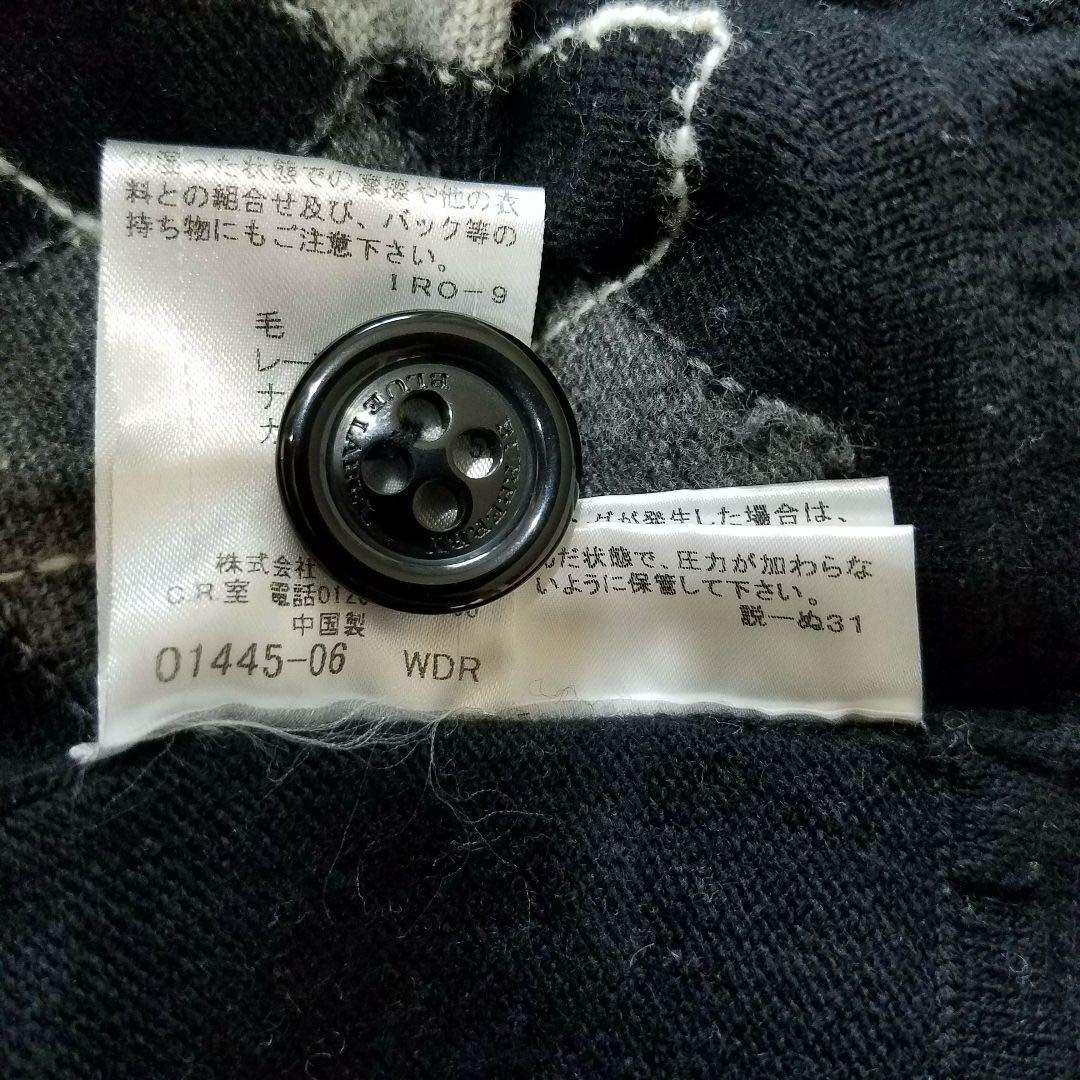 の湿った状態での摩擦や他の衣
料との組合せ及び、バック等の
持ち物にもご注意下さい。
IRO-9
毛
レー
ナ
カ
BURBERRY
BLUE LABEL
株式会社
C.R.室 電話0120
中国製
01445-06 WDR
グが発生した場合は、
んだ状態で、圧力が加わらな
いように保管して下さい。
説ーぬ31